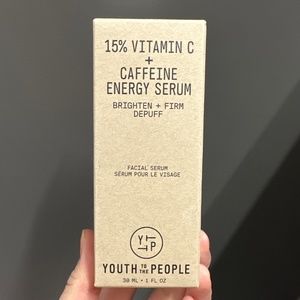 15% VITAMIN C
+
CAFFEINE
ENERGY SERUM
BRIGHTEN + FIRM
DEPUFF
FACIAL SERUM
SÉRUM POUR LE VISAGE
YTTP
YOUTH TO THE PEOPLE
30 ML • 1 FL OZ